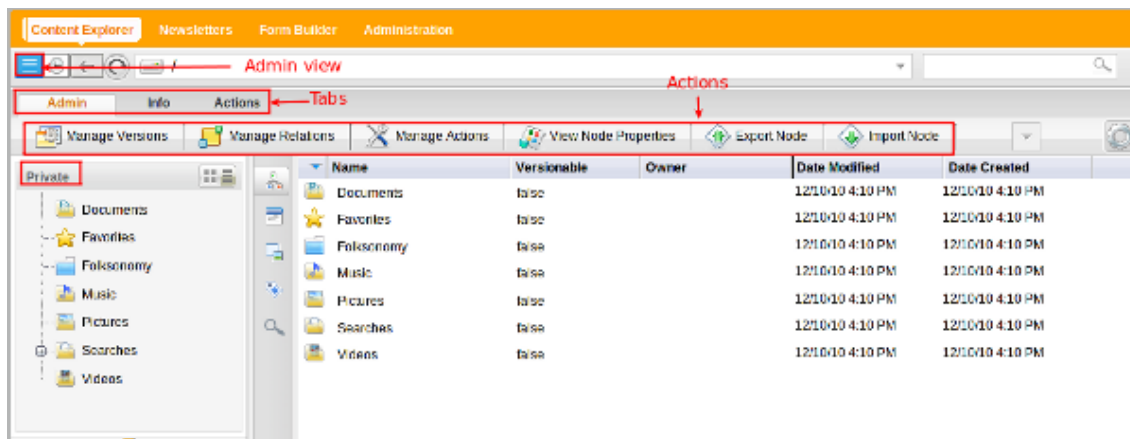 Content Explorer Newsletters Form Builder Administration
/ Admin view
Actions
Admin Info Actions Tabs
Manage Versions Manage Relations Manage Actions View Node Properties Export Node Import Node
Private
Name Versionable Owner Date Modified Date Created
Documents Documents false 12/10/10 4:10 PM 12/10/10 4:10 PM
Favorites Favorites false 12/10/10 4:10 PM 12/10/10 4:10 PM
Folksonomy Folksonomy false 12/10/10 4:10 PM 12/10/10 4:10 PM
Music Music false 12/10/10 4:10 PM 12/10/10 4:10 PM
Pictures Pictures false 12/10/10 4:10 PM 12/10/10 4:10 PM
Searches Searches false 12/10/10 4:10 PM 12/10/10 4:10 PM
Videos Videos false 12/10/10 4:10 PM 12/10/10 4:10 PM